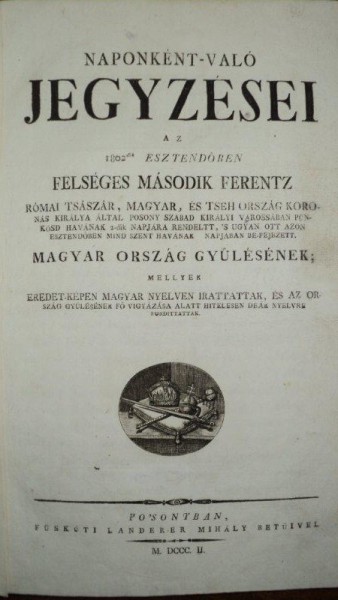 NAPONKÉNT-VALÓ
JEGYZÉSEI
AZ
1802dik ESZTENDŐBEN
FELSÉGES MÁSODIK FERENTZ
RÓMAI TSÁSZÁR, MAGYAR, ÉS TSEH ORSZÁG KORO-
NÁS KIRÁLYA ÁLTAL POSONY SZABAD KIRÁLYI VÁROSSÁBAN PÜN-
KÖSD HAVÁNAK 2-dik NAPJÁRA RENDELTT, 'S UGYAN OTT AZON
ESZTENDŐBEN MIND SZENT HAVÁNAK NAPJÁBAN BÉ-FEJEZETT,
MAGYAR ORSZÁG GYŰLÉSÉNEK;
MELLYEK
EREDET-KÉPEN MAGYAR NYELVEN IRATTATTAK, ÉS AZ OR-
SZÁG GYŰLÉSÉNEK FŐ VIGYÁZÁSA ALATT HITELESEN DEÁK NYELVRE
FORDITTATTAK.
PO'SONTBAN,
FÜSKÚTI LANDERER MIHÁLY BETŰIVEL
M. DCCC. II.